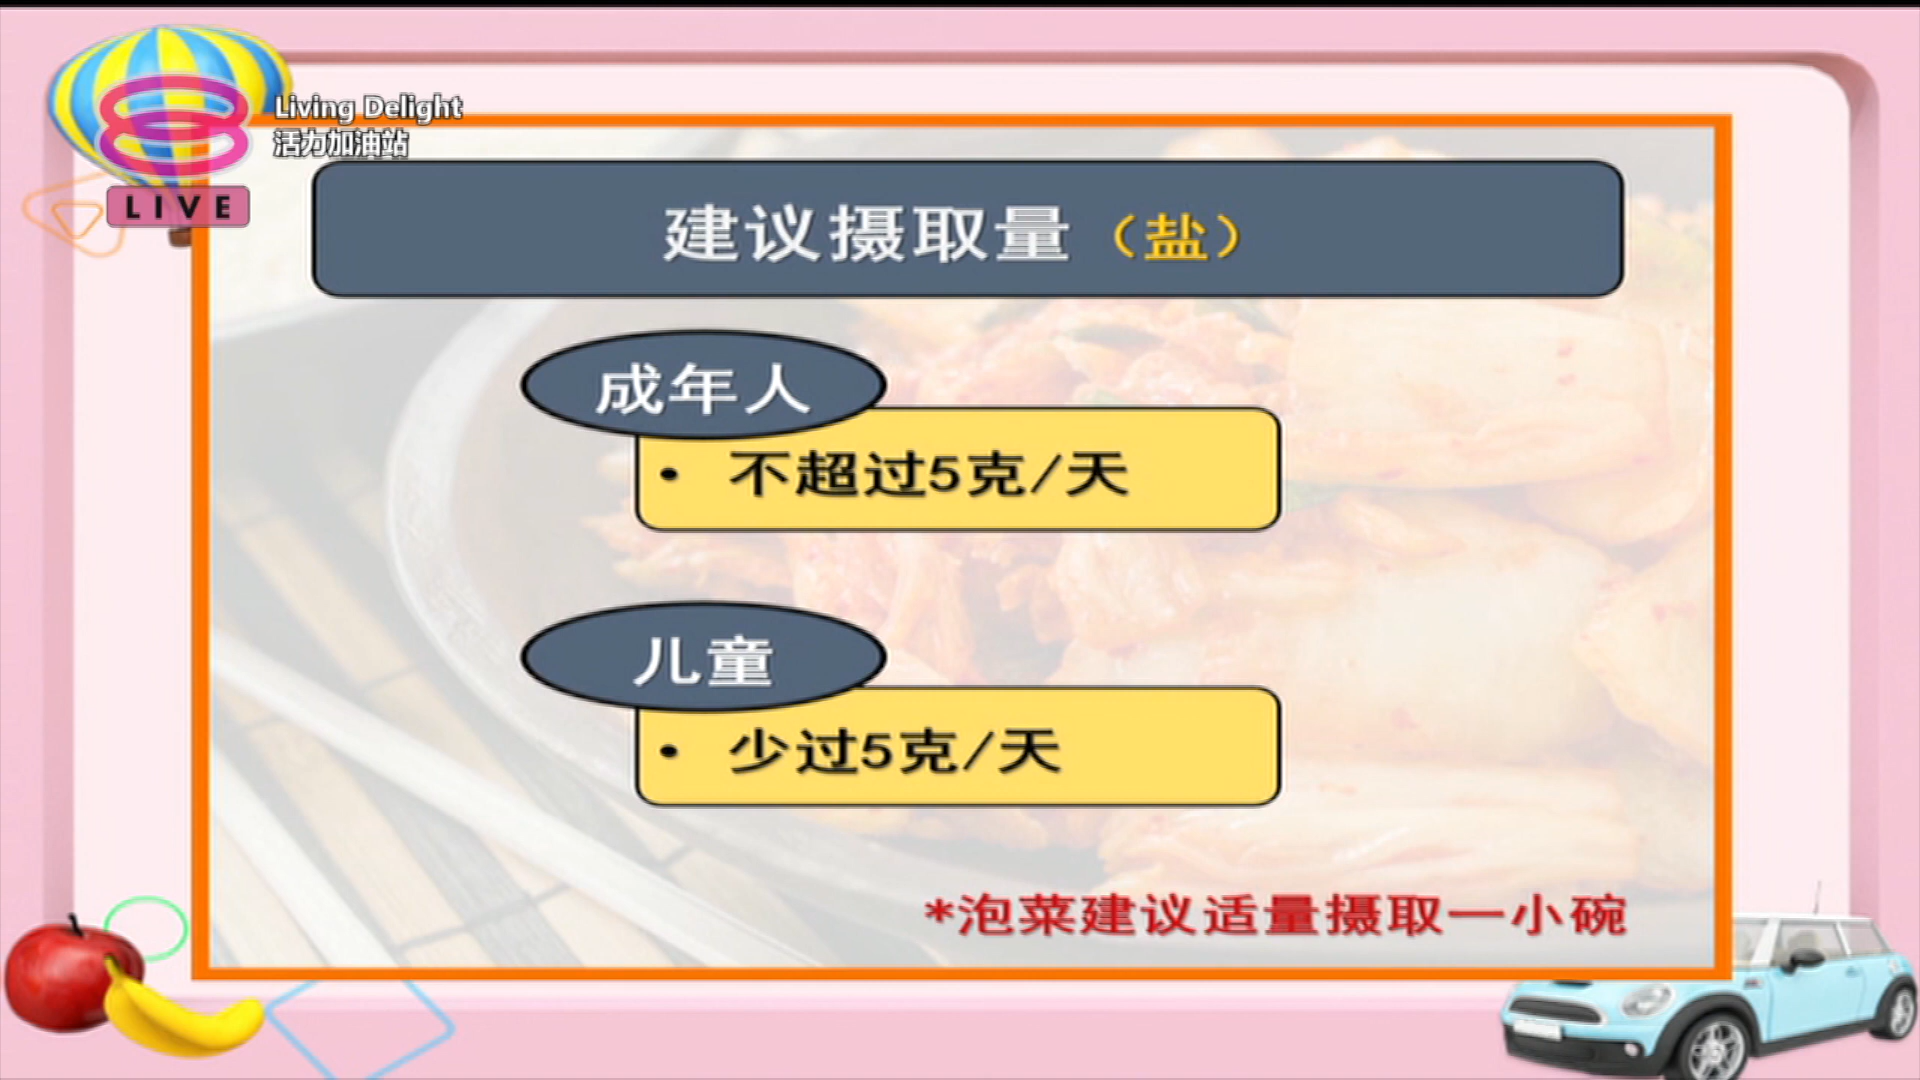 Living Delight
活力加油站
LIVE
建议摄取量（盐）
成年人
• 不超过5克/天
儿童
• 少过5克/天
*泡菜建议适量摄取一小碗